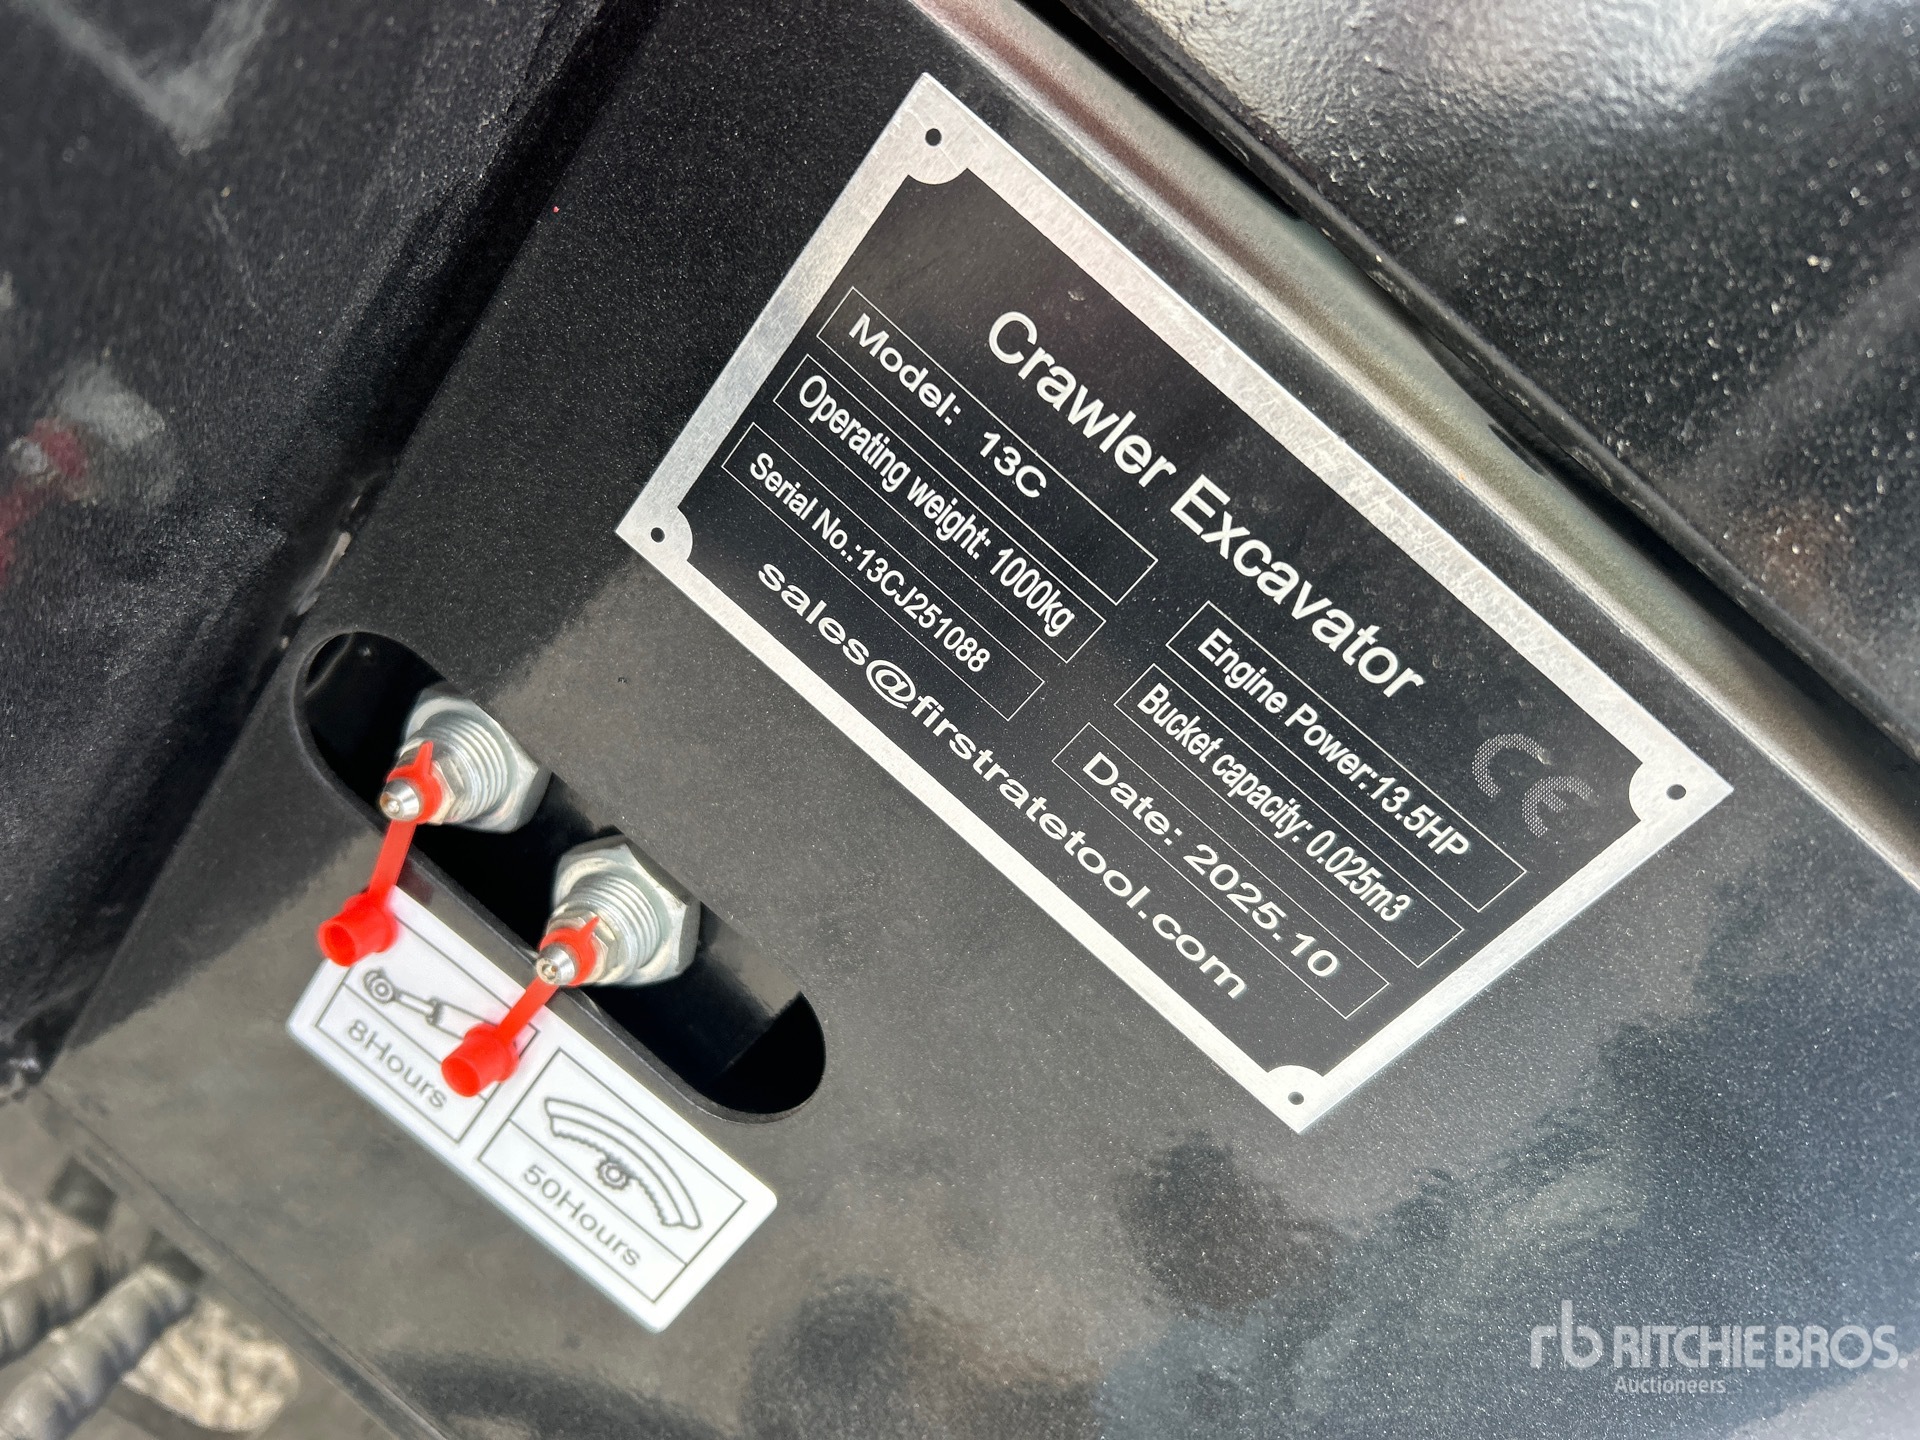 Crawler Excavator
Model: 13C
Engine Power:13.5HP
Operating weight: 1000kg
Bucket capacity: 0.025m3
Serial No.:13CJ251088
Date: 2025.10
sales@firstratetool.com
CE
8Hours
50Hours
rb RITCHIE BROS.
Auctioneers